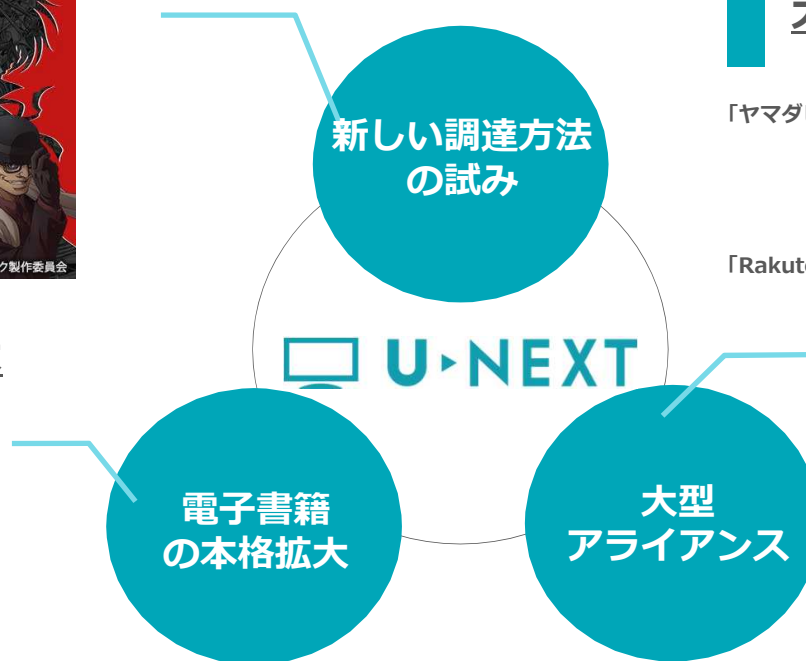 新しい調達方法
の試み
「ヤマダ
ク製作委員会
「Rakut
U▸NEXT
電子書籍
の本格拡大
大型
アライアンス